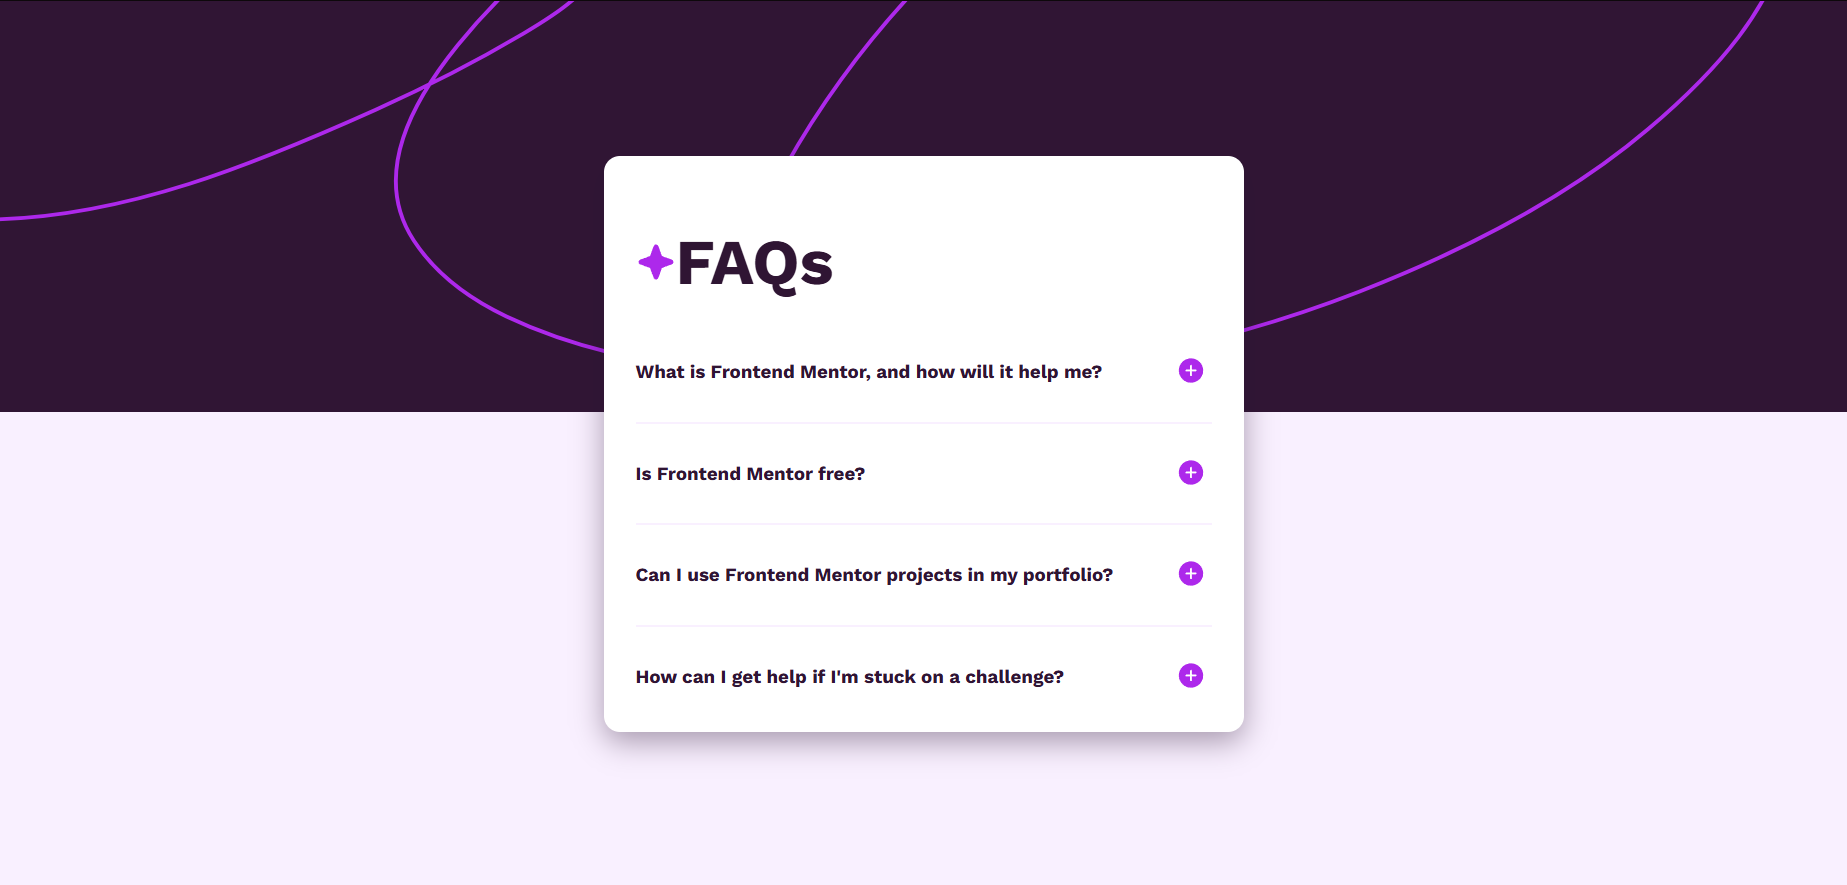 FAQs
What is Frontend Mentor, and how will it help me?
Is Frontend Mentor free?
Can I use Frontend Mentor projects in my portfolio?
How can I get help if I'm stuck on a challenge?